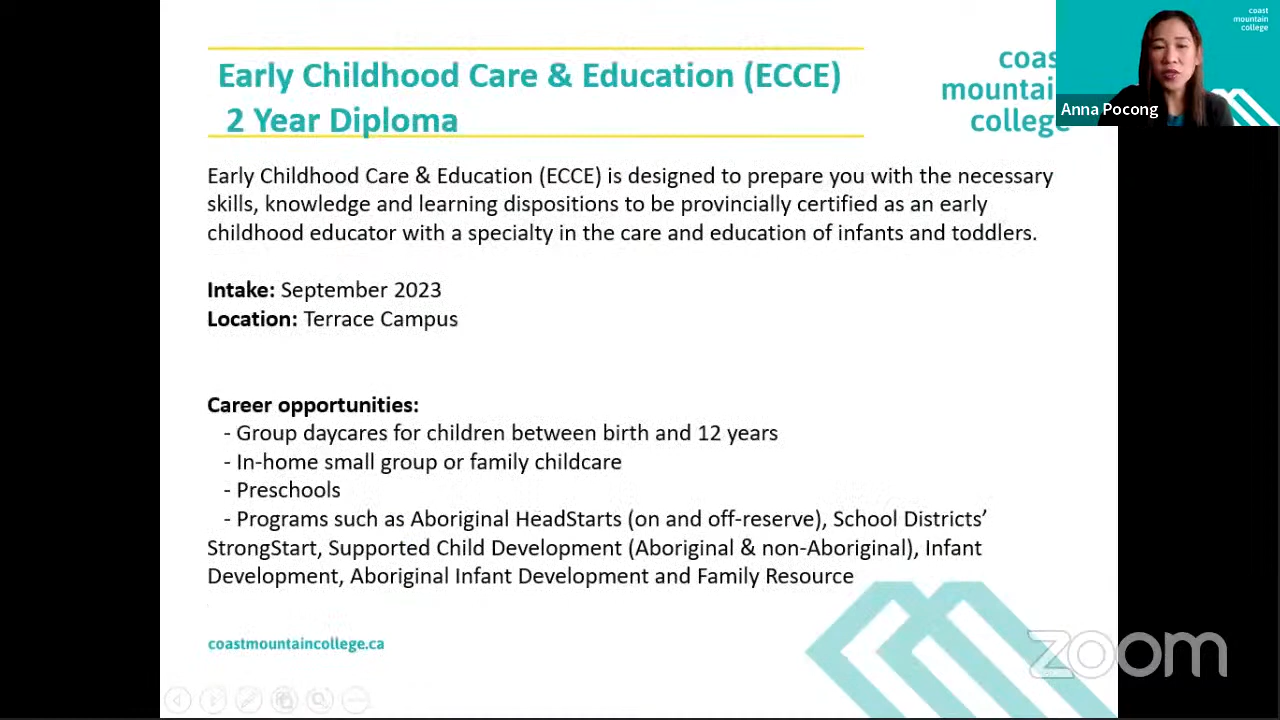 Early Childhood Care & Education (ECCE)
2 Year Diploma
coas
mountai
college
coast
mountain
college
Anna Pocong
Early Childhood Care & Education (ECCE) is designed to prepare you with the necessary
skills, knowledge and learning dispositions to be provincially certified as an early
childhood educator with a specialty in the care and education of infants and toddlers.
Intake: September 2023
Location: Terrace Campus
Career opportunities:
- Group daycares for children between birth and 12 years
- In-home small group or family childcare
- Preschools
- Programs such as Aboriginal HeadStarts (on and off-reserve), School Districts’
StrongStart, Supported Child Development (Aboriginal & non-Aboriginal), Infant
Development, Aboriginal Infant Development and Family Resource
coastmountaincollege.ca
zoom